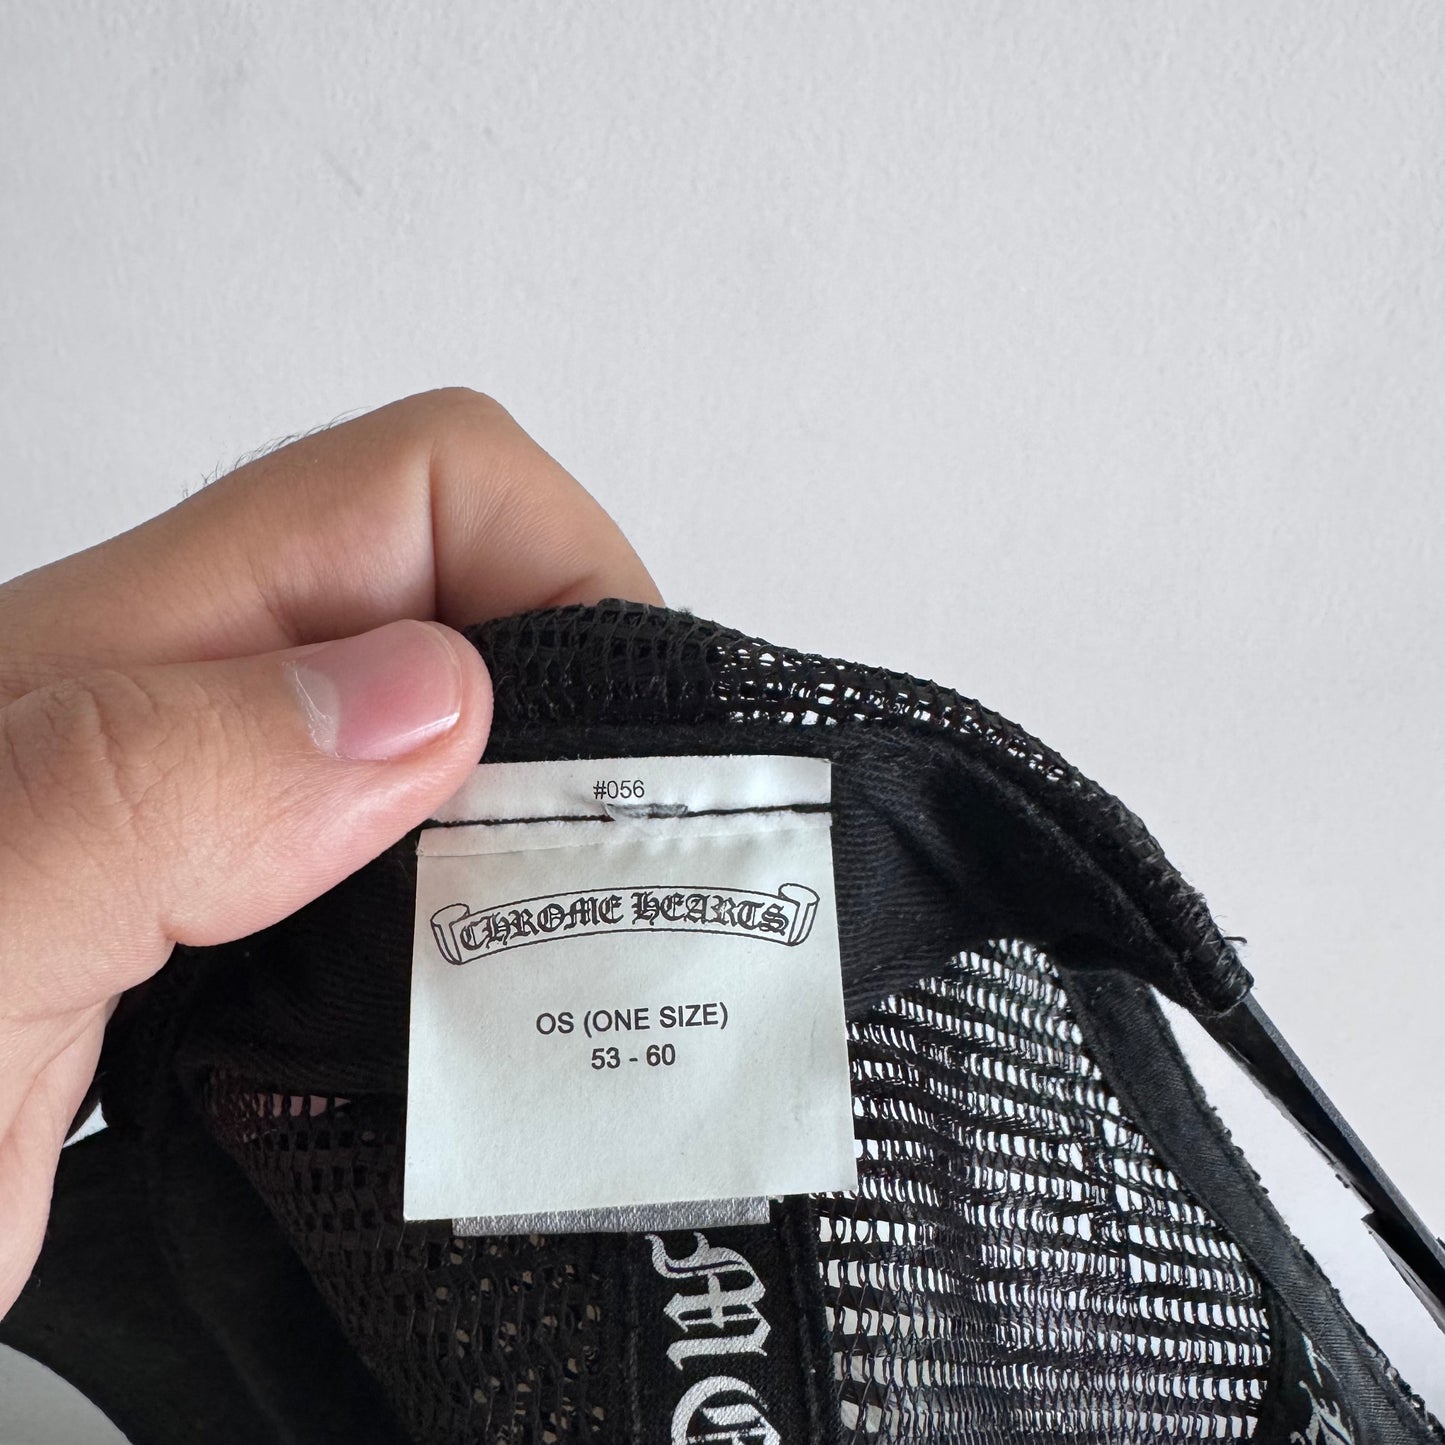 #056
CHROME HEARTS
OS (ONE SIZE)
53 - 60